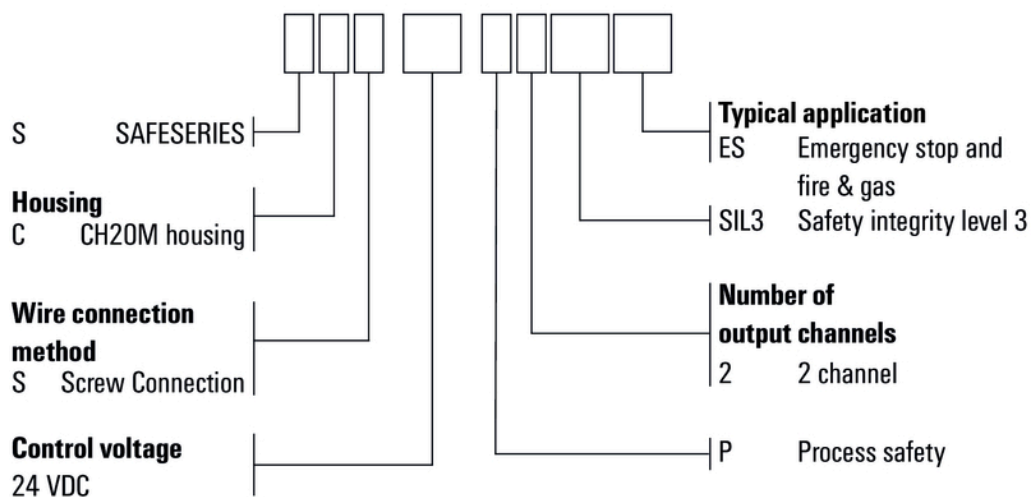 S SAFESERIES
Housing
C CH20M housing
Wire connection
method
S Screw Connection
Control voltage
24 VDC
Typical application
ES Emergency stop and
fire & gas
SIL3 Safety integrity level 3
Number of
output channels
2 2 channel
P Process safety